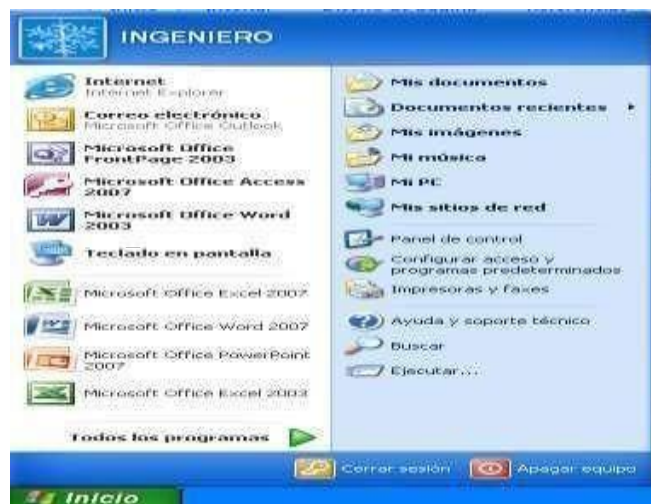 INGENIERO
Internet
Internet Explorer
Correo electrónico
Microsoft Office Outlook
Microsoft Office
FrontPage 2003
Microsoft Office Access
2007
Microsoft Office Word
2003
Teclado en pantalla
Microsoft Office Excel 2007
Microsoft Office Word 2007
Microsoft Office PowerPoint
2007
Microsoft Office Excel 2003
Todos los programas
Mis documentos
Documentos recientes
Mis imágenes
Mi música
Mi PC
Mis sitios de red
Panel de control
Configurar acceso y
programas predeterminados
Impresoras y faxes
Ayuda y soporte técnico
Buscar
Ejecutar...
Cerrar sesión
Apagar equipo
Inicio